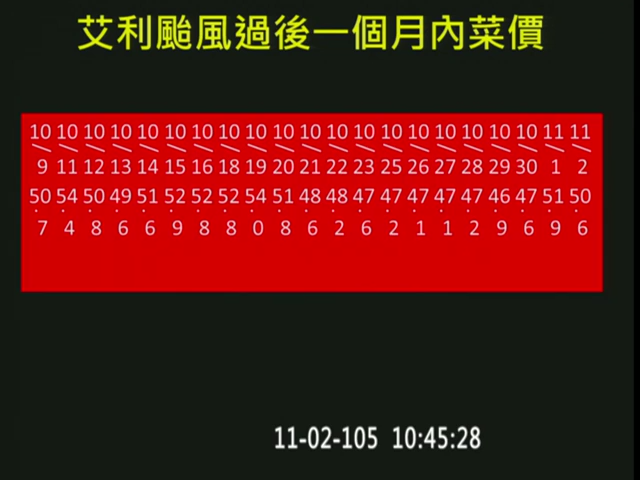 艾利颱風過後一個月內菜價
10 10 10 10 10 10 10 10 10 10 10 10 10 10 10 10 10 10 10 11 11
/ / / / / / / / / / / / / / / / / / / / /
9 11 12 13 14 15 16 18 19 20 21 22 23 25 26 27 28 29 30 1 2
50 54 50 49 51 52 52 52 54 51 48 48 47 47 47 47 47 46 47 51 50
. . . . . . . . . . . . . . . . . . . . .
7 4 8 6 6 9 8 8 0 8 6 2 6 2 1 1 2 9 6 9 6
11-02-105 10:45:28